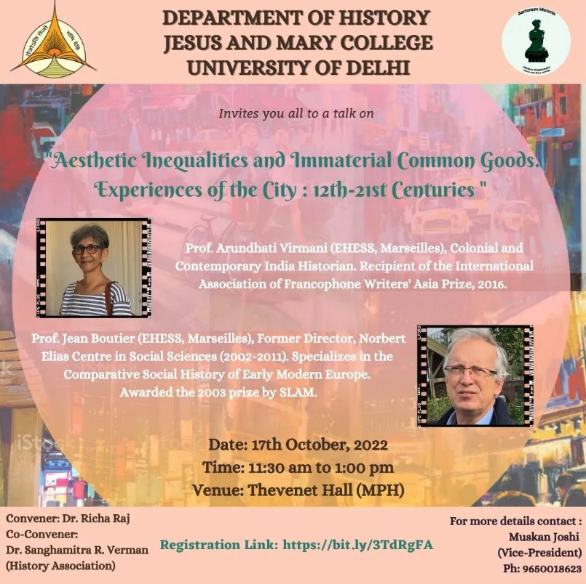 DEPARTMENT OF HISTORY
JESUS AND MARY COLLEGE
UNIVERSITY OF DELHI
Invites you all to a talk on
"Aesthetic Inequalities and Immaterial Common Goods.
Experiences of the City : 12th-21st Centuries "
Prof. Arundhati Virmani (EHESS, Marseilles), Colonial and
Contemporary India Historian. Recipient of the International
Association of Francophone Writers' Asia Prize, 2016.
Prof. Jean Boutier (EHESS, Marseilles), Former Director, Norbert
Elias Centre in Social Sciences (2002-2011). Specializes in the
Comparative Social History of Early Modern Europe.
Awarded the 2003 prize by SLAM.
iStock
Date: 17th October, 2022
Time: 11:30 am to 1:00 pm
Venue: Thevenet Hall (MPH)
Convener: Dr. Richa Raj
Co-Convener:
Dr. Sanghamitra R. Verman
(History Association)
Registration Link: https://bit.ly/3TdRgFA
For more details contact :
Muskan Joshi
(Vice-President)
Ph: 9650018623